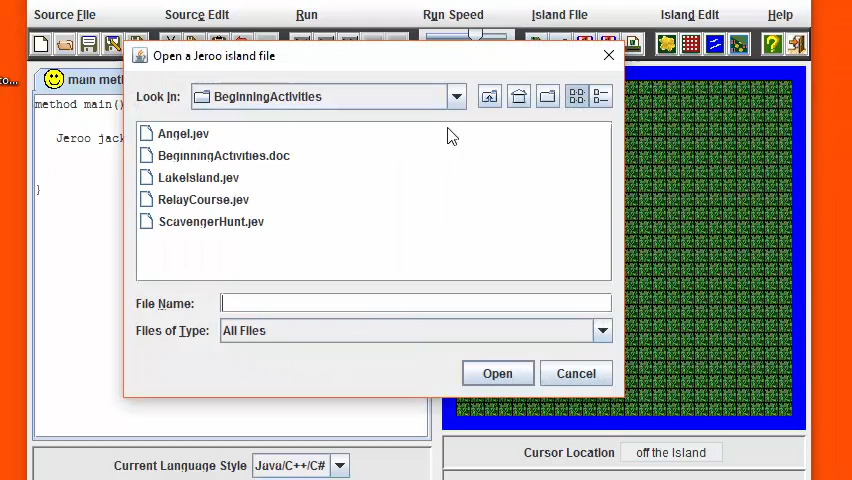 Source File Source Edit Run Run Speed Island File Island Edit Help
Open a Jeroo island file
main
method main()
Jeroo jack
}
Look In: BeginningActivities
Angel.jev
BeginningActivities.doc
LakeIsland.jev
RelayCourse.jev
ScavengerHunt.jev
File Name:
Files of Type: All Files
Open Cancel
Current Language Style Java/C++/C#
Cursor Location off the Island